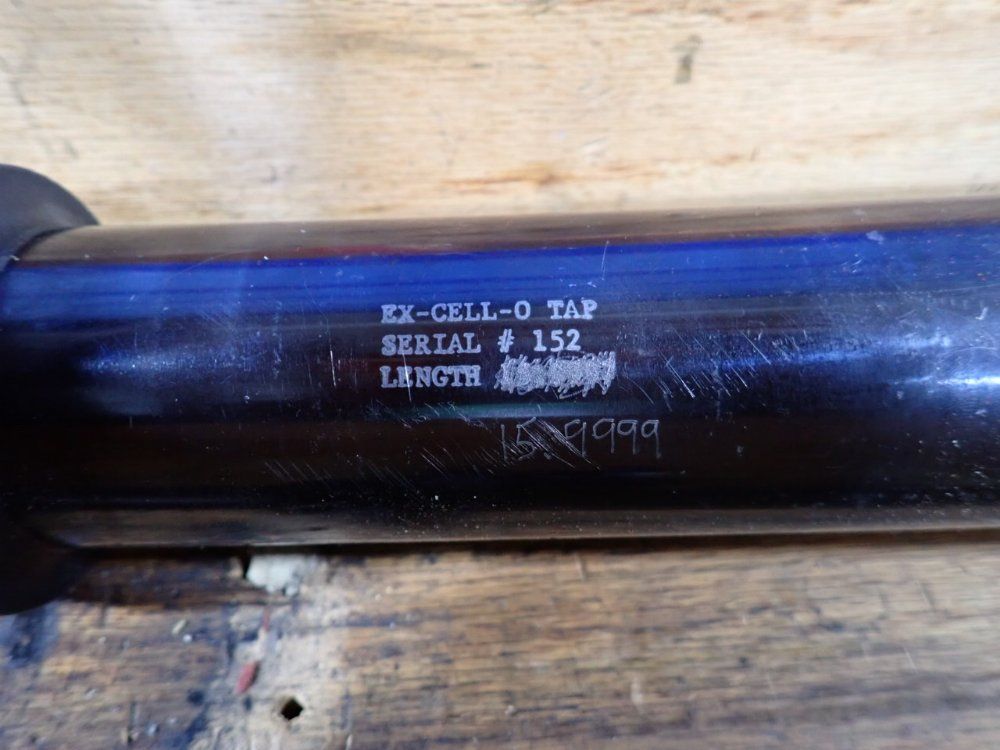 EX-CELL-O TAP
SERIAL # 152
LENGTH
15.9999